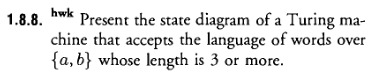 1.8.8. hwk Present the state diagram of a Turing ma-
chine that accepts the language of words over
{a, b} whose length is 3 or more.